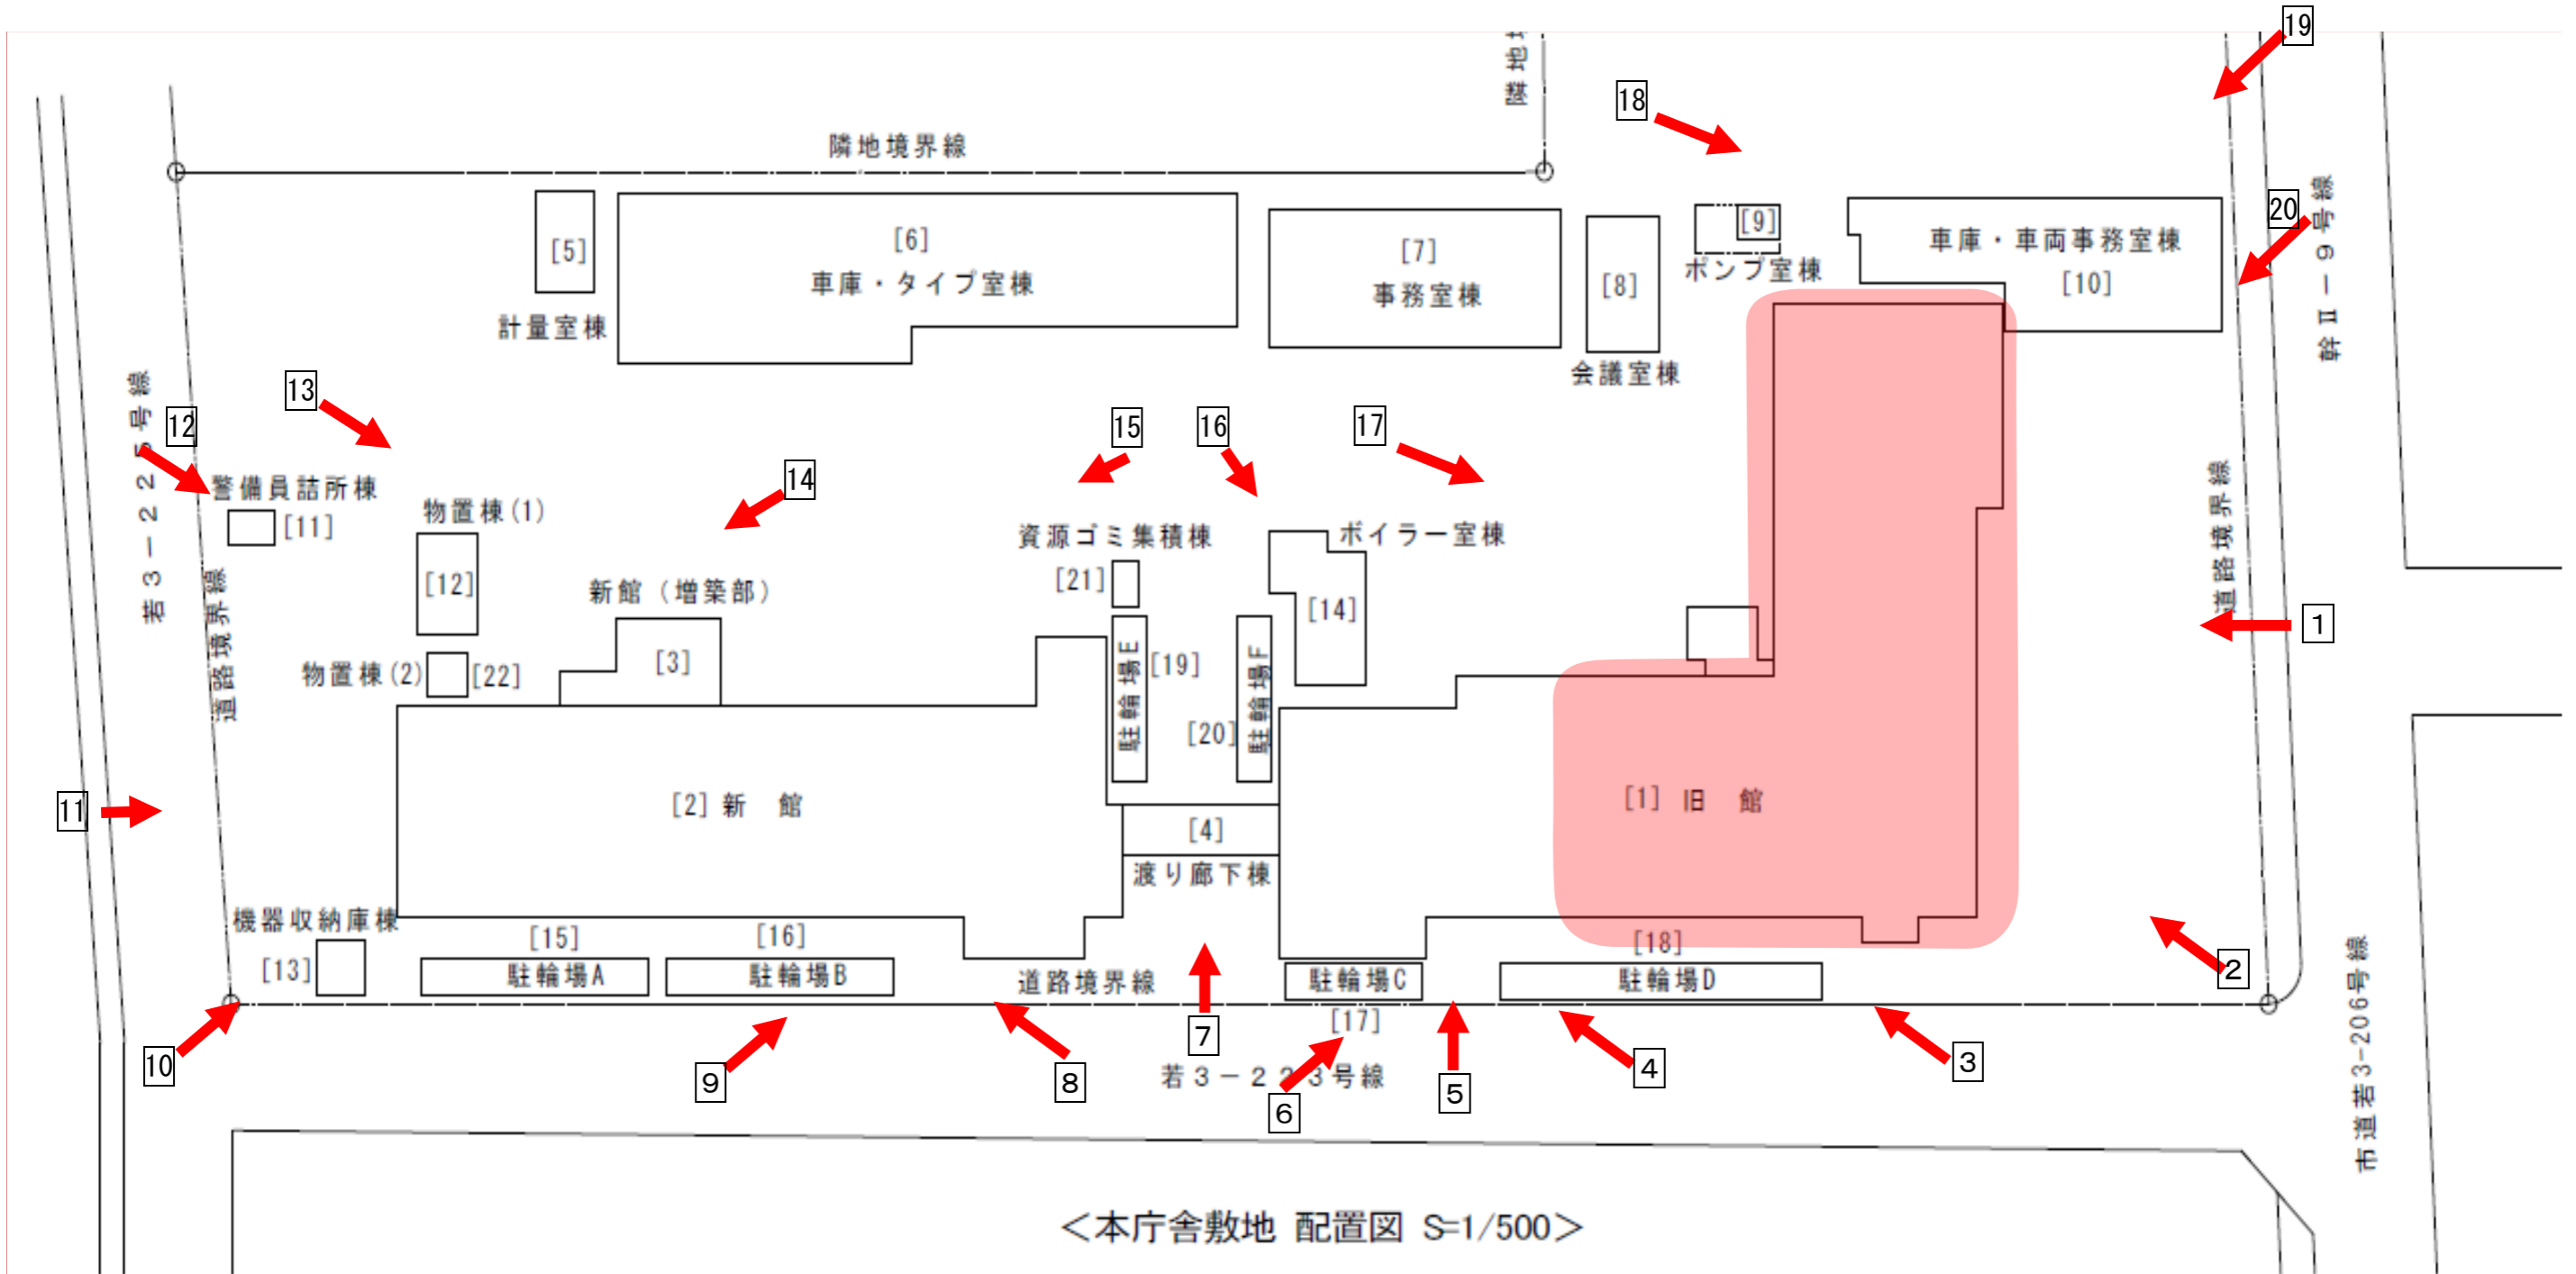 19
隣地境
18
隣地境界線
幹Ⅱ－9号線
20
[5]
計量室棟
[6]
車庫・タイプ室棟
[7]
事務室棟
[8]
会議室棟
[9]
ポンプ室棟
車庫・車両事務室棟
[10]
若3－225号線
12
13
14
15
16
17
警備員詰所棟
[11]
物置棟(1)
[12]
新館（増築部）
[3]
資源ゴミ集積棟
[21]
ボイラー室棟
[14]
道路境界線
道路境界線
1
物置棟(2)
[22]
駐輪場E
[19]
[20]
駐輪場F
11
[2] 新　館
[4]
渡り廊下棟
[1] 旧　館
機器収納庫棟
[13]
[15]
駐輪場A
[16]
駐輪場B
道路境界線
駐輪場C
[17]
[18]
駐輪場D
2
市道若3-206号線
10
9
8
7
若3－223号線
6
5
4
3
＜本庁舎敷地 配置図 S=1/500＞